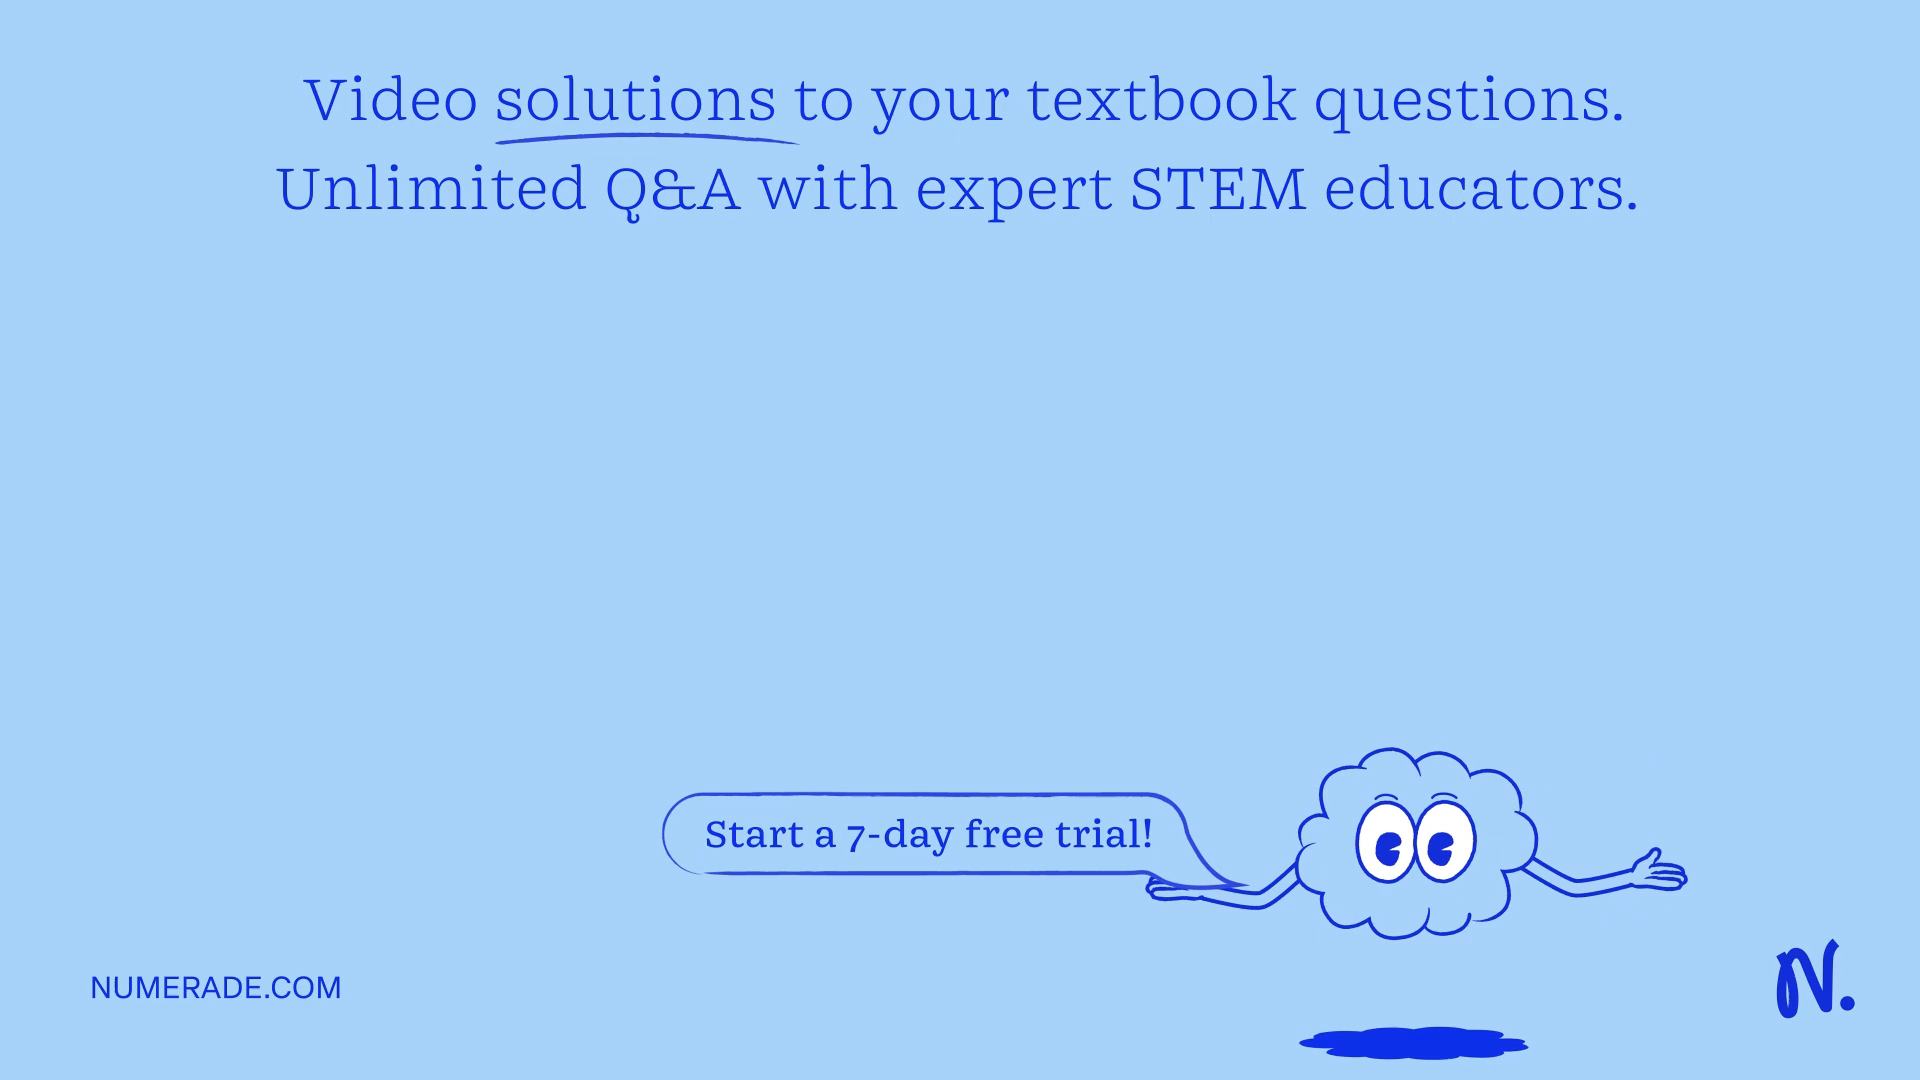 Video solutions to your textbook questions.
Unlimited Q&A with expert STEM educators.
Start a 7-day free trial!
NUMERADE.COM
N.